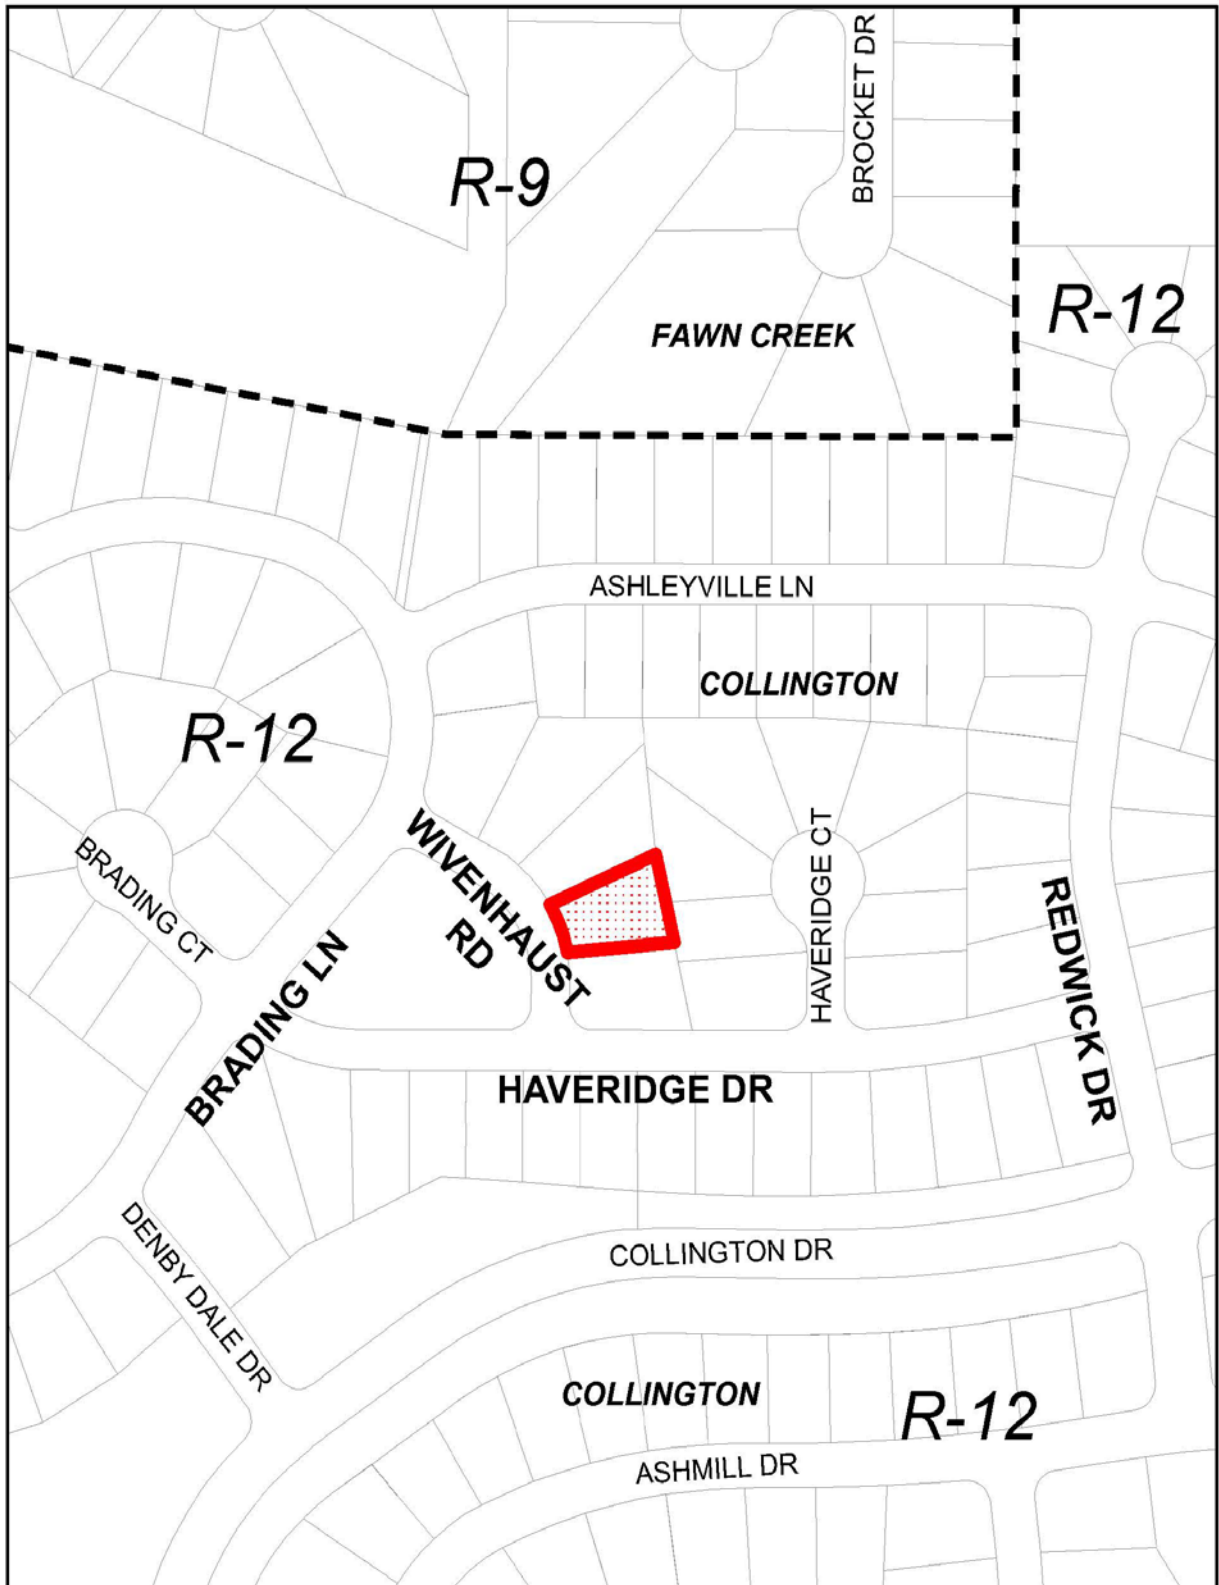 BROCKET DR
R-9
R-12
FAWN CREEK
ASHLEYVILLE LN
COLLINGTON
R-12
WIVENHAUST
RD
HAVERIDGE CT
BRADING CT
REDWICK DR
BRADING LN
HAVERIDGE DR
DENBY DALE DR
COLLINGTON DR
COLLINGTON
R-12
ASHMILL DR